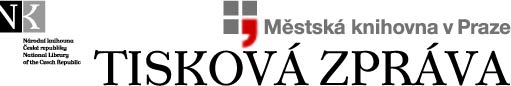 NK
Národní knihovna
České republiky
National Library
of the Czech Republic
Městská knihovna v Praze
TISKOVÁ ZPRÁVA